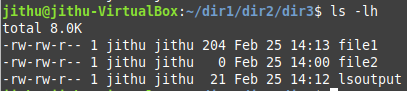 jithu@jithu-VirtualBox:~/dir1/dir2/dir3$ ls -lh
total 8.0K
-rw-rw-r-- 1 jithu jithu 204 Feb 25 14:13 file1
-rw-rw-r-- 1 jithu jithu   0 Feb 25 14:00 file2
-rw-rw-r-- 1 jithu jithu  21 Feb 25 14:12 lsoutput